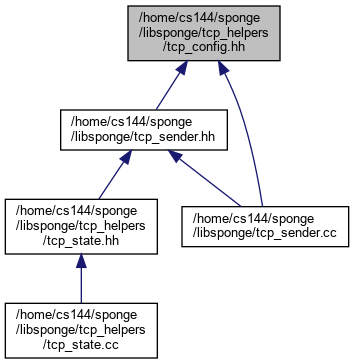 /home/cs144/sponge
/libsponge/tcp_helpers
/tcp_config.hh
/home/cs144/sponge
/libsponge/tcp_sender.hh
/home/cs144/sponge
/libsponge/tcp_helpers
/tcp_state.hh
/home/cs144/sponge
/libsponge/tcp_sender.cc
/home/cs144/sponge
/libsponge/tcp_helpers
/tcp_state.cc